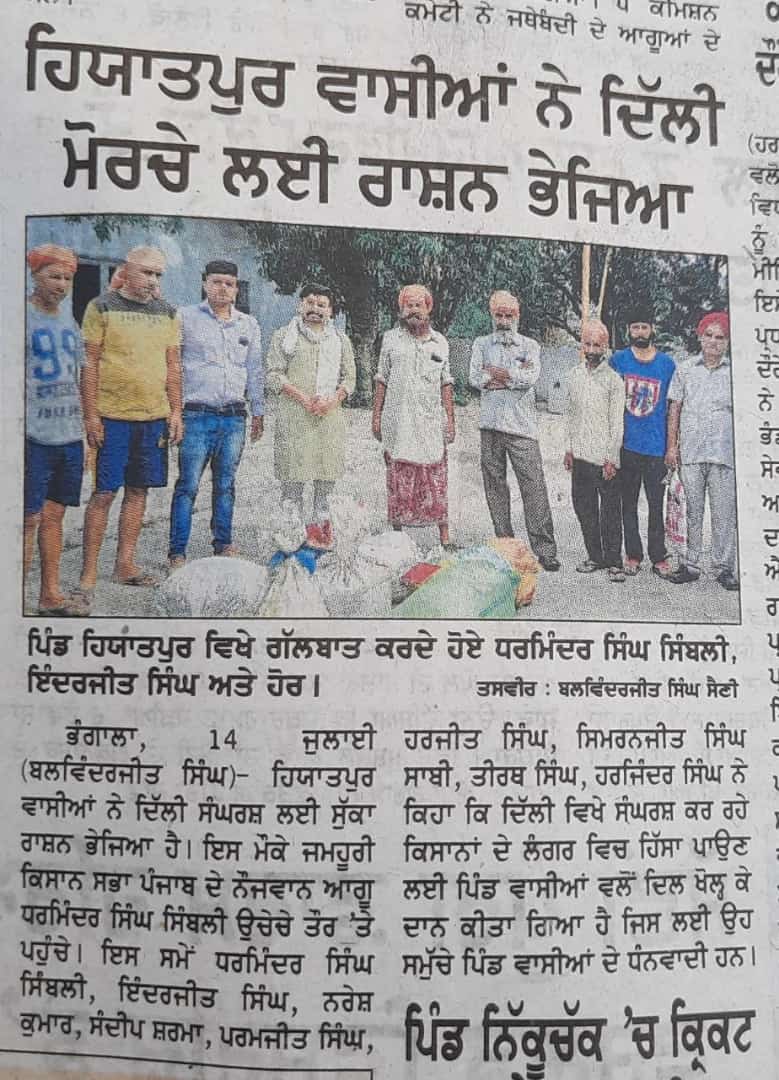 ਕਮੇਟੀ ਨੇ ਜਥੇਬੰਦੀ ਦੇ ਆਗੂਆਂ ਦੇ
ਹਿਯਾਤਪੁਰ ਵਾਸੀਆਂ ਨੇ ਦਿੱਲੀ
ਮੋਰਚੇ ਲਈ ਰਾਸ਼ਨ ਭੇਜਿਆ
ਪਿੰਡ ਹਿਯਾਤਪੁਰ ਵਿਖੇ ਗੱਲਬਾਤ ਕਰਦੇ ਹੋਏ ਧਰਮਿੰਦਰ ਸਿੰਘ ਸਿੰਬਲੀ,
ਇੰਦਰਜੀਤ ਸਿੰਘ ਅਤੇ ਹੋਰ।
ਤਸਵੀਰ : ਬਲਵਿੰਦਰਜੀਤ ਸਿੰਘ ਸੈਣੀ
ਭੰਗਾਲਾ, 14 ਜੁਲਾਈ
(ਬਲਵਿੰਦਰਜੀਤ ਸਿੰਘ)- ਹਿਯਾਤਪੁਰ
ਵਾਸੀਆਂ ਨੇ ਦਿੱਲੀ ਸੰਘਰਸ਼ ਲਈ ਸੁੱਕਾ
ਰਾਸ਼ਨ ਭੇਜਿਆ ਹੈ। ਇਸ ਮੌਕੇ ਜਮਹੂਰੀ
ਕਿਸਾਨ ਸਭਾ ਪੰਜਾਬ ਦੇ ਨੌਜਵਾਨ ਆਗੂ
ਧਰਮਿੰਦਰ ਸਿੰਘ ਸਿੰਬਲੀ ਉਚੇਚੇ ਤੌਰ 'ਤੇ
ਪਹੁੰਚੇ। ਇਸ ਸਮੇਂ ਧਰਮਿੰਦਰ ਸਿੰਘ
ਸਿੰਬਲੀ, ਇੰਦਰਜੀਤ ਸਿੰਘ, ਨਰੇਸ਼
ਕੁਮਾਰ, ਸੰਦੀਪ ਸ਼ਰਮਾ, ਪਰਮਜੀਤ ਸਿੰਘ,
ਹਰਜੀਤ ਸਿੰਘ, ਸਿਮਰਨਜੀਤ ਸਿੰਘ
ਸਾਬੀ, ਤੀਰਥ ਸਿੰਘ, ਹਰਜਿੰਦਰ ਸਿੰਘ ਨੇ
ਕਿਹਾ ਕਿ ਦਿੱਲੀ ਵਿਖੇ ਸੰਘਰਸ਼ ਕਰ ਰਹੇ
ਕਿਸਾਨਾਂ ਦੇ ਲੰਗਰ ਵਿਚ ਹਿੱਸਾ ਪਾਉਣ
ਲਈ ਪਿੰਡ ਵਾਸੀਆਂ ਵਲੋਂ ਦਿਲ ਖੋਲ੍ਹ ਕੇ
ਦਾਨ ਕੀਤਾ ਗਿਆ ਹੈ ਜਿਸ ਲਈ ਉਹ
ਸਮੁੱਚੇ ਪਿੰਡ ਵਾਸੀਆਂ ਦੇ ਧੰਨਵਾਦੀ ਹਨ।
ਪਿੰਡ ਨਿੱਕੂਚੱਕ 'ਚ ਕ੍ਰਿਕਟ